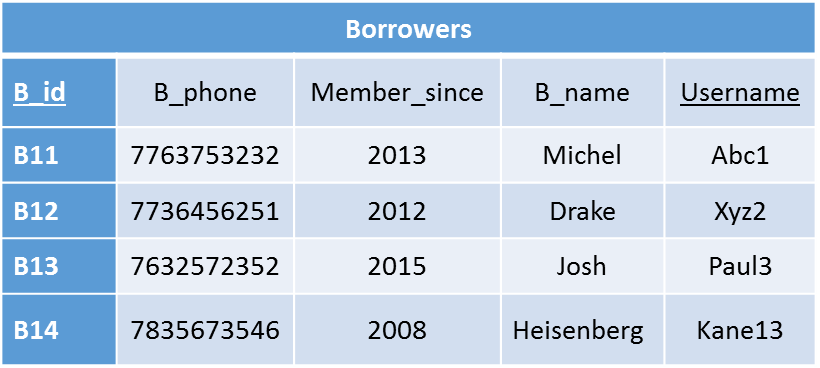 Borrowers
B_id B_phone Member_since B_name Username
B11 7763753232 2013 Michel Abc1
B12 7736456251 2012 Drake Xyz2
B13 7632572352 2015 Josh Paul3
B14 7835673546 2008 Heisenberg Kane13